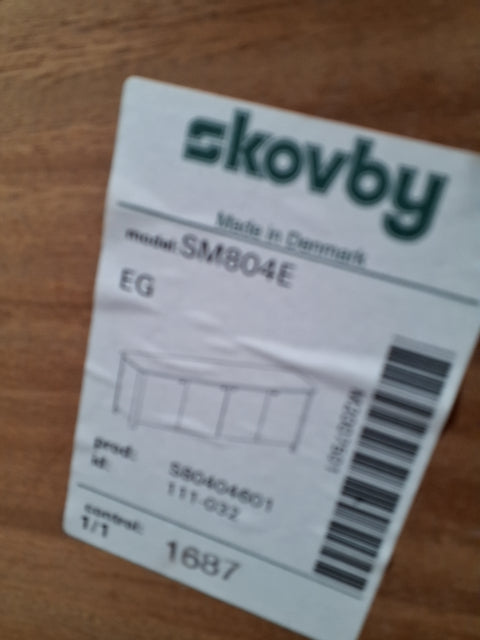 skovby
Made in Denmark
model: SM804E
EG
prod: S80404601
id: 111-032
control:
1/1 1687